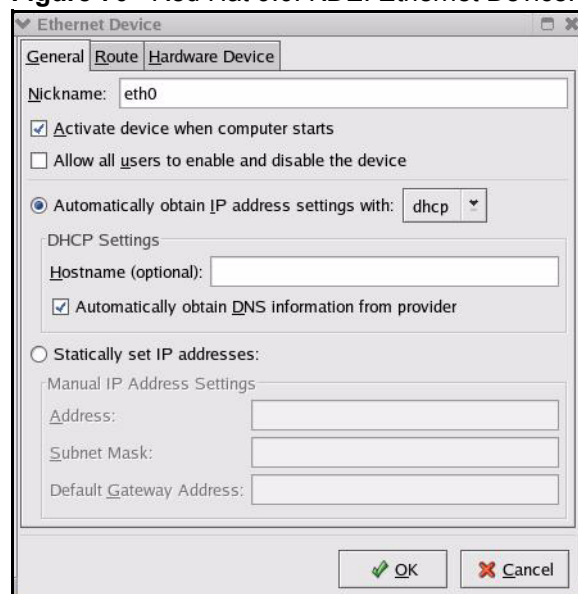 Ethernet Device
General Route Hardware Device
Nickname: eth0
Activate device when computer starts
Allow all users to enable and disable the device
Automatically obtain IP address settings with: dhcp
DHCP Settings
Hostname (optional):
Automatically obtain DNS information from provider
Statically set IP addresses:
Manual IP Address Settings
Address:
Subnet Mask:
Default Gateway Address:
OK Cancel